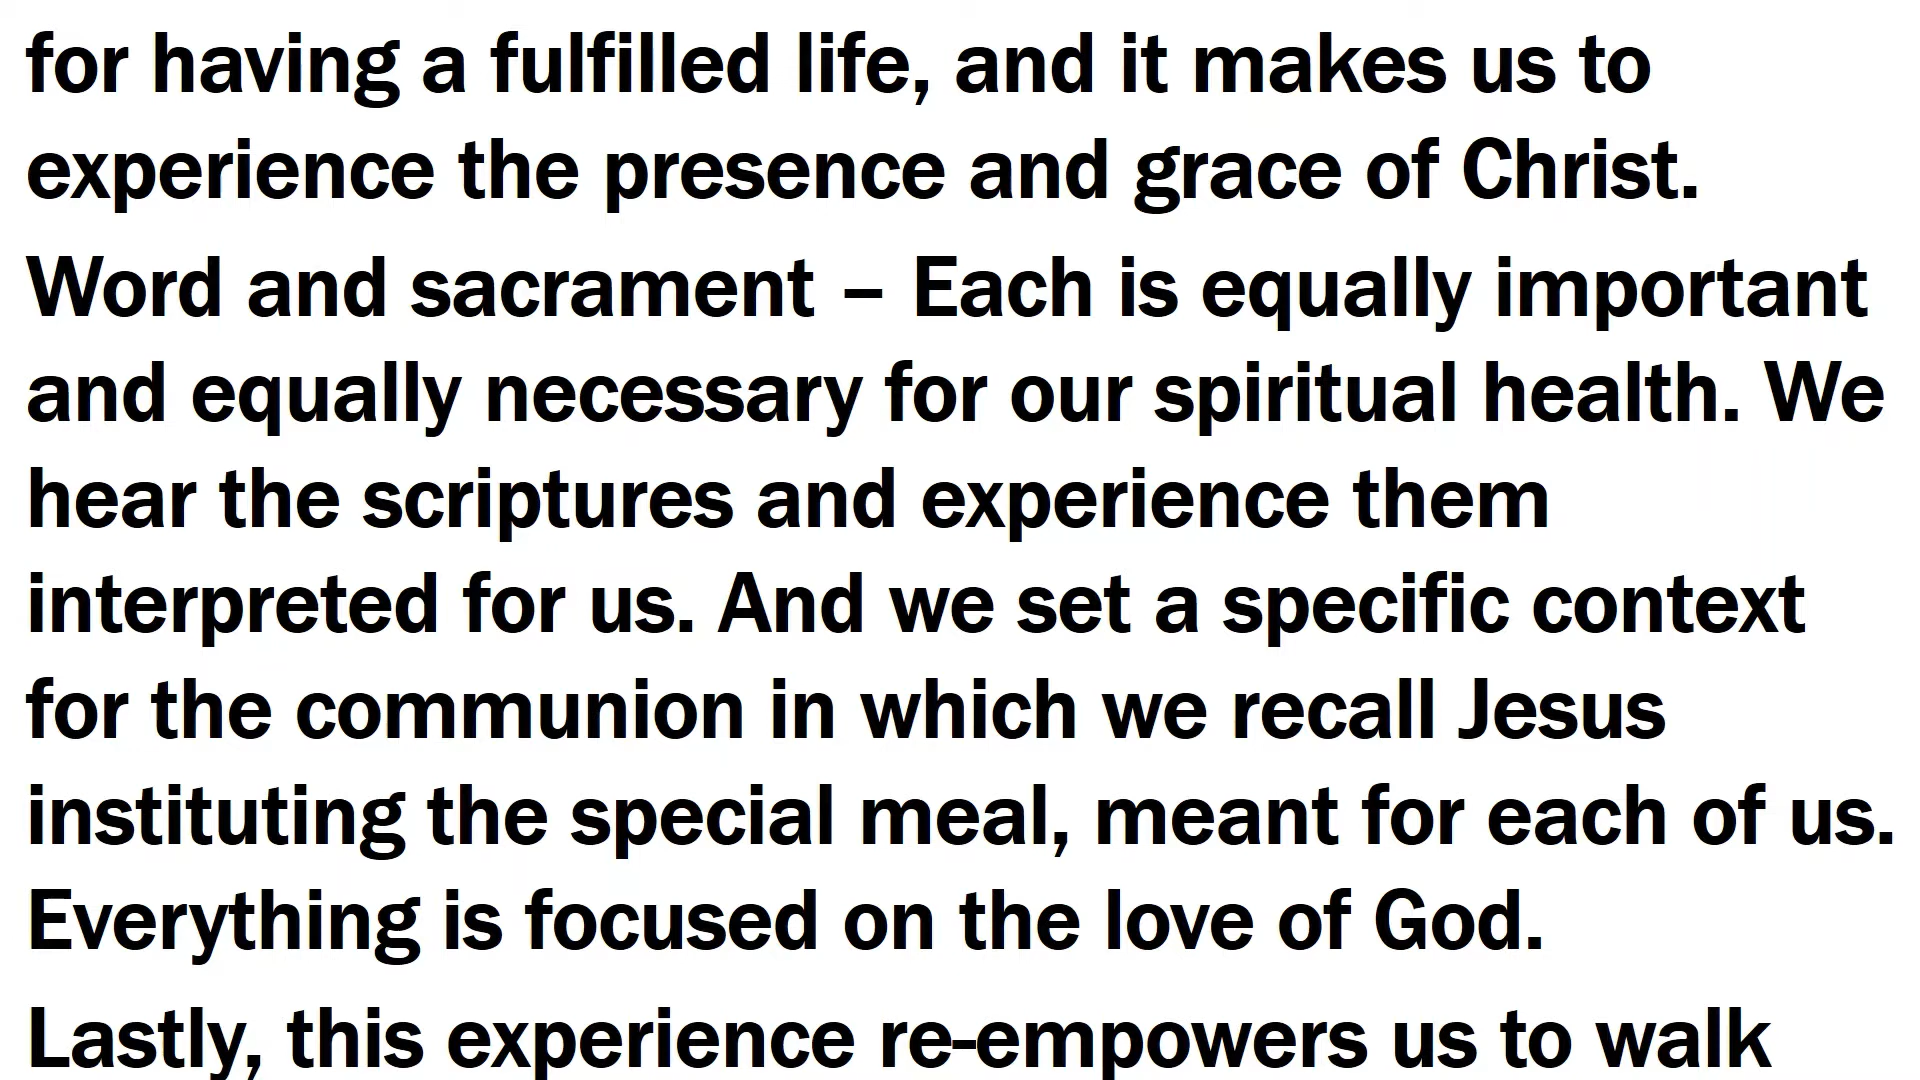 for having a fulfilled life, and it makes us to
experience the presence and grace of Christ.
Word and sacrament – Each is equally important
and equally necessary for our spiritual health. We
hear the scriptures and experience them
interpreted for us. And we set a specific context
for the communion in which we recall Jesus
instituting the special meal, meant for each of us.
Everything is focused on the love of God.
Lastly, this experience re-empowers us to walk